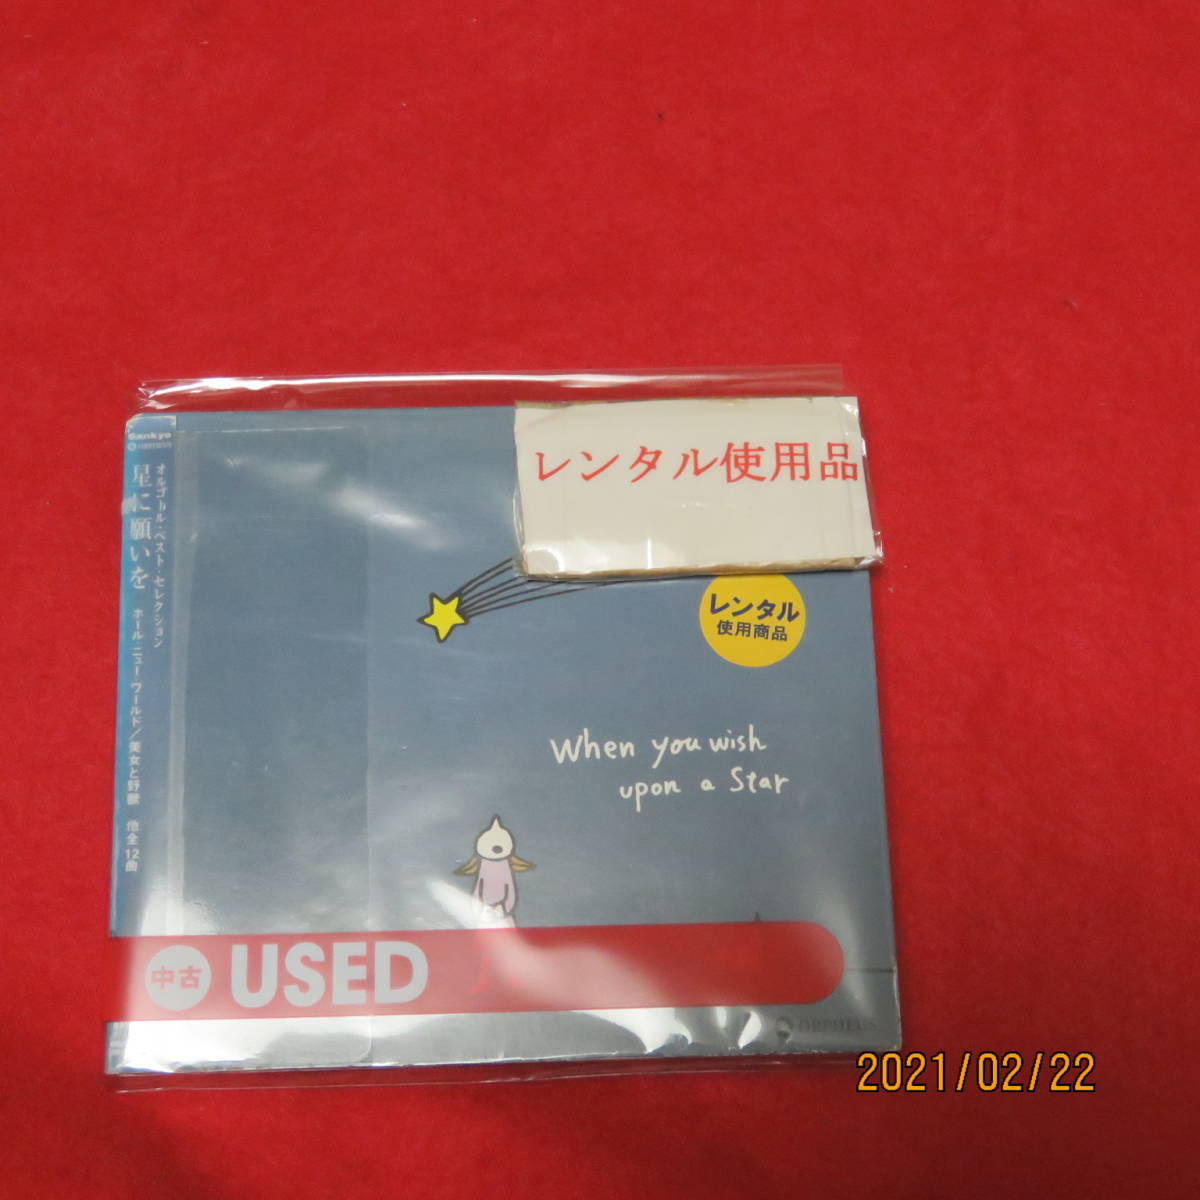 Sankyo
ORPHEUS
オルゴール・ベスト・セレクション
星に願いを
ホール・ニュー・ワールド/美女と野獣 他全12曲
レンタル使用品
レンタル
使用商品
When you wish
upon a Star
中古 USED
ORPHEUS
2021/02/22